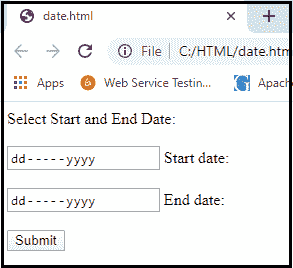 date.html
File C:/HTML/date.htm
Apps Web Service Testin... Apach
Select Start and End Date:
dd-----yyyy Start date:
dd-----yyyy End date:
Submit